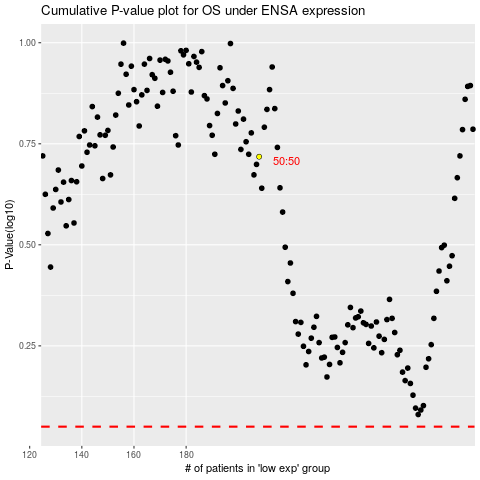 Cumulative P-value plot for OS under ENSA expression
P-Value(log10)
1.00
0.75
0.50
0.25
50:50
120 140 160 180
# of patients in 'low exp' group